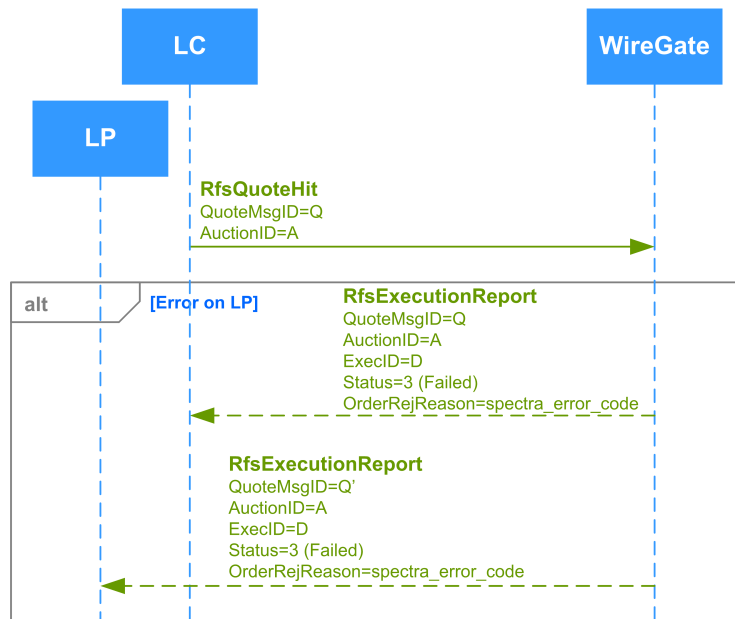 LC
WireGate
LP
RfsQuoteHit
QuoteMsgID=Q
AuctionID=A
alt
[Error on LP]
RfsExecutionReport
QuoteMsgID=Q
AuctionID=A
ExecID=D
Status=3 (Failed)
OrderRejReason=spectra_error_code
RfsExecutionReport
QuoteMsgID=Q’
AuctionID=A
ExecID=D
Status=3 (Failed)
OrderRejReason=spectra_error_code